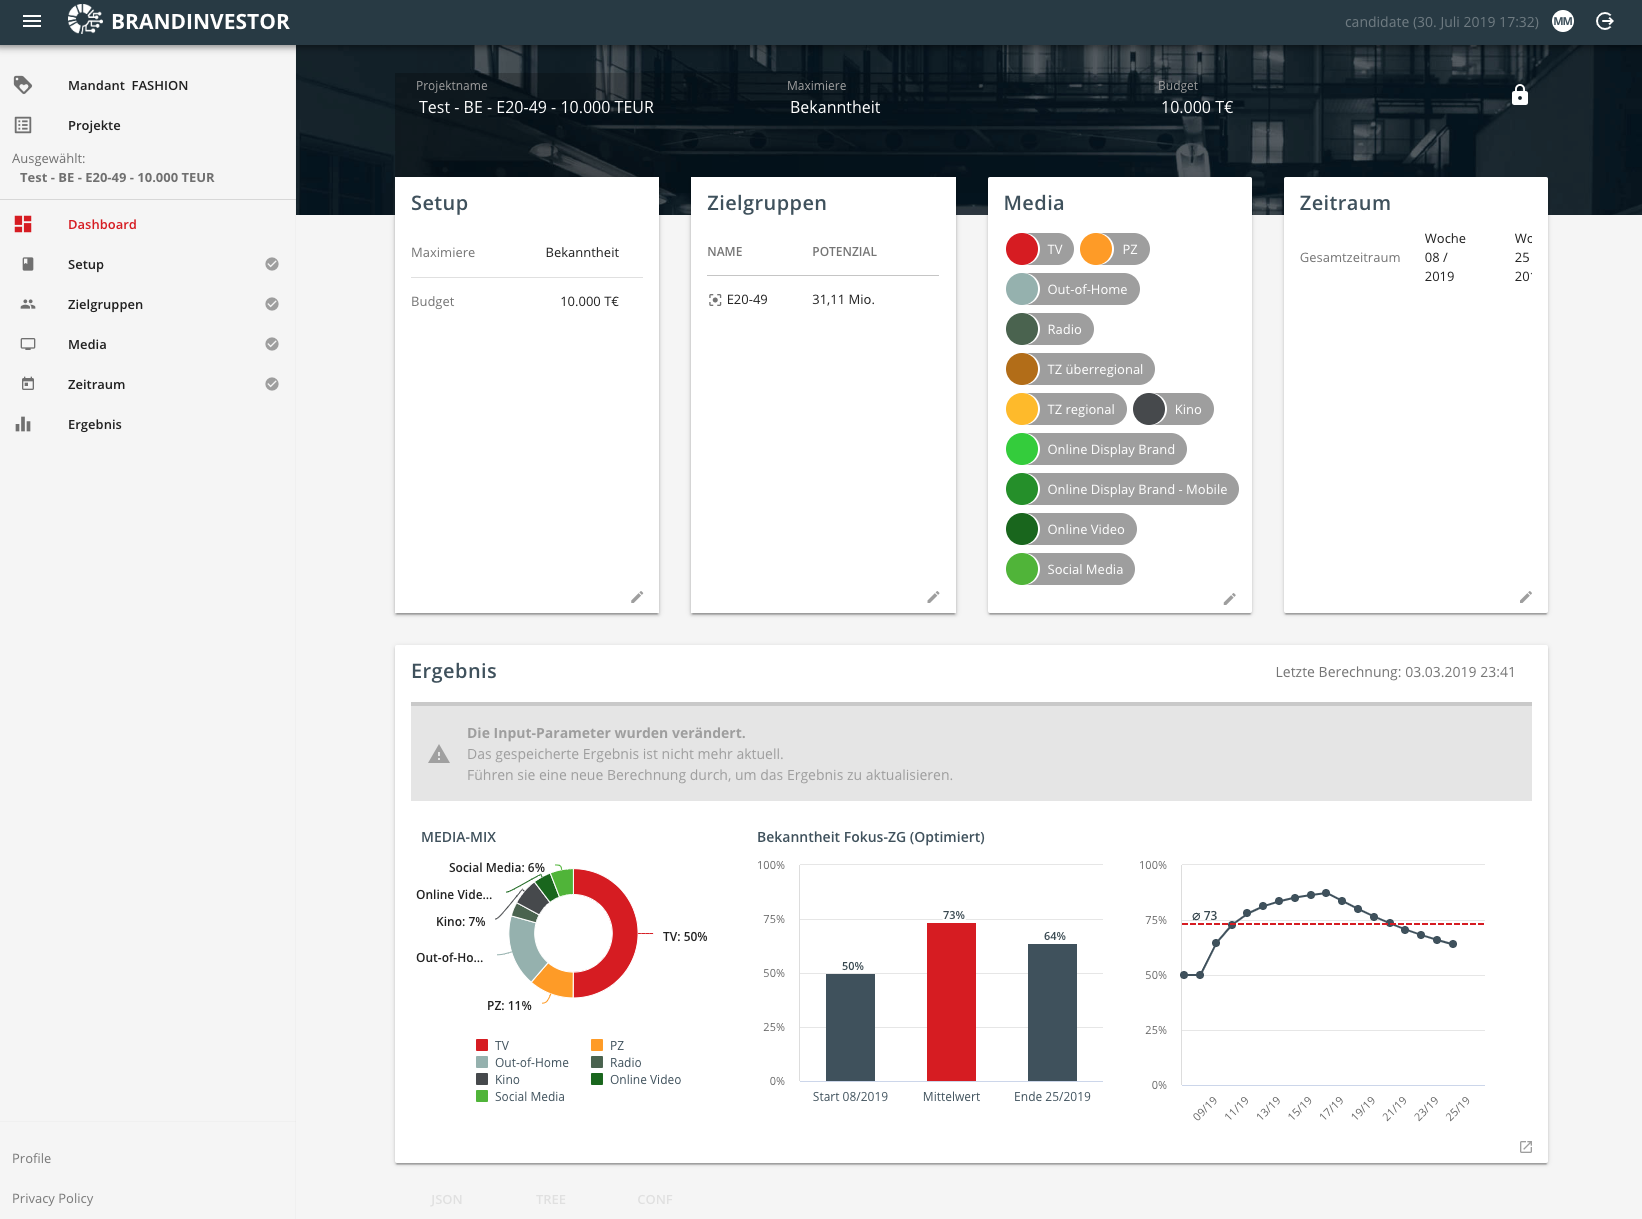 BRANDINVESTOR
candidate (30. Juli 2019 17:32)
MM
Mandant FASHION
Projekte
Ausgewählt:
Test - BE - E20-49 - 10.000 TEUR
Dashboard
Setup
Zielgruppen
Media
Zeitraum
Ergebnis
Profile
Privacy Policy
Projektname
Test - BE - E20-49 - 10.000 TEUR
Maximiere
Bekanntheit
Budget
10.000 T€
Setup
Maximiere Bekanntheit
Budget 10.000 T€
Zielgruppen
NAME POTENZIAL
E20-49 31,11 Mio.
Media
TV PZ
Out-of-Home
Radio
TZ überregional
TZ regional Kino
Online Display Brand
Online Display Brand - Mobile
Online Video
Social Media
Zeitraum
Gesamtzeitraum
Woche
08 /
2019
Wo
25
201
Ergebnis
Letzte Berechnung: 03.03.2019 23:41
Die Input-Parameter wurden verändert.
Das gespeicherte Ergebnis ist nicht mehr aktuell.
Führen sie eine neue Berechnung durch, um das Ergebnis zu aktualisieren.
MEDIA-MIX
Social Media: 6%
Online Vide...
Kino: 7%
Out-of-Ho...
PZ: 11%
TV: 50%
TV PZ
Out-of-Home Radio
Kino Online Video
Social Media
Bekanntheit Fokus-ZG (Optimiert)
100%
75%
50%
25%
0%
50%
73%
64%
Start 08/2019 Mittelwert Ende 25/2019
100%
75%
50%
25%
0%
⌀ 73
09/19 11/19 13/19 15/19 17/19 19/19 21/19 23/19 25/19
JSON TREE CONF